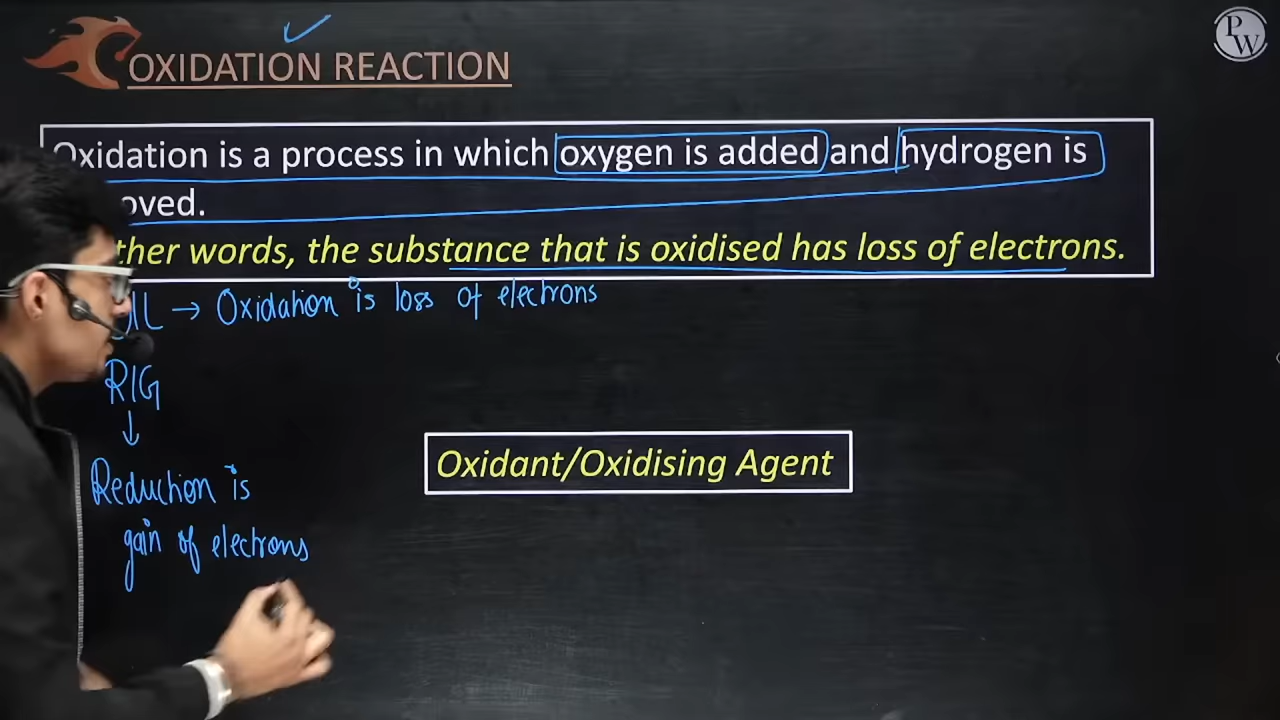 OXIDATION REACTION
PW
Oxidation is a process in which oxygen is added and hydrogen is
oved.
ther words, the substance that is oxidised has loss of electrons.
OIL → Oxidation is loss of electrons
RIG
↓
Reduction is
gain of electrons
Oxidant/Oxidising Agent